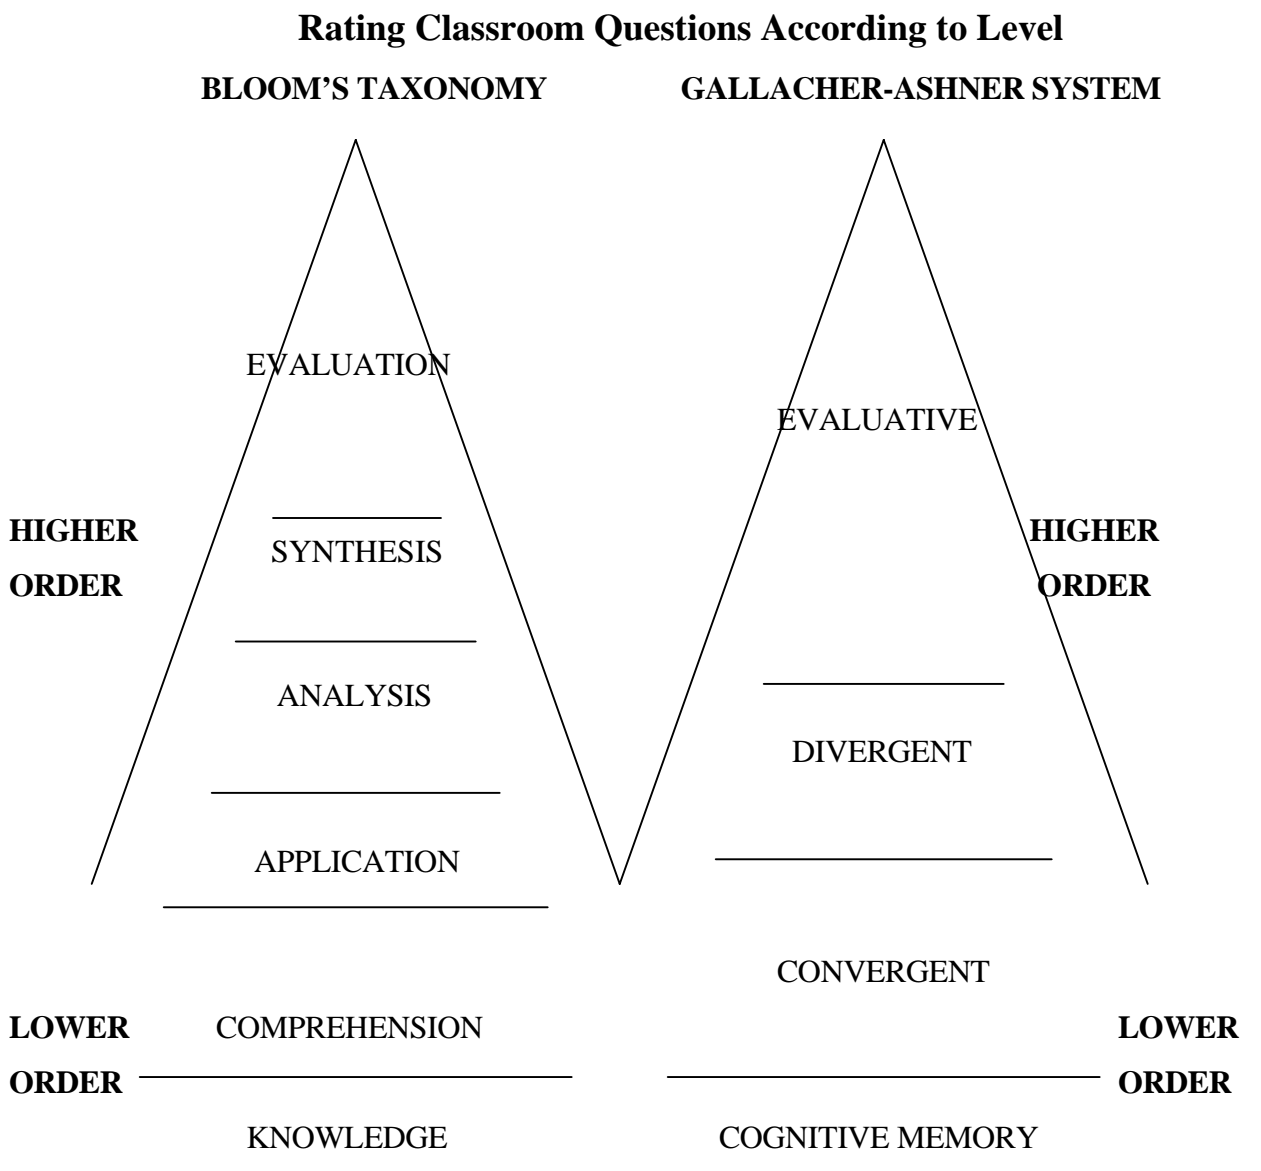 Rating Classroom Questions According to Level
BLOOM'S TAXONOMY
GALLACHER-ASHNER SYSTEM
EVALUATION
EVALUATIVE
HIGHER
ORDER
SYNTHESIS
HIGHER
ORDER
ANALYSIS
DIVERGENT
APPLICATION
CONVERGENT
LOWER
ORDER
COMPREHENSION
LOWER
ORDER
KNOWLEDGE
COGNITIVE MEMORY